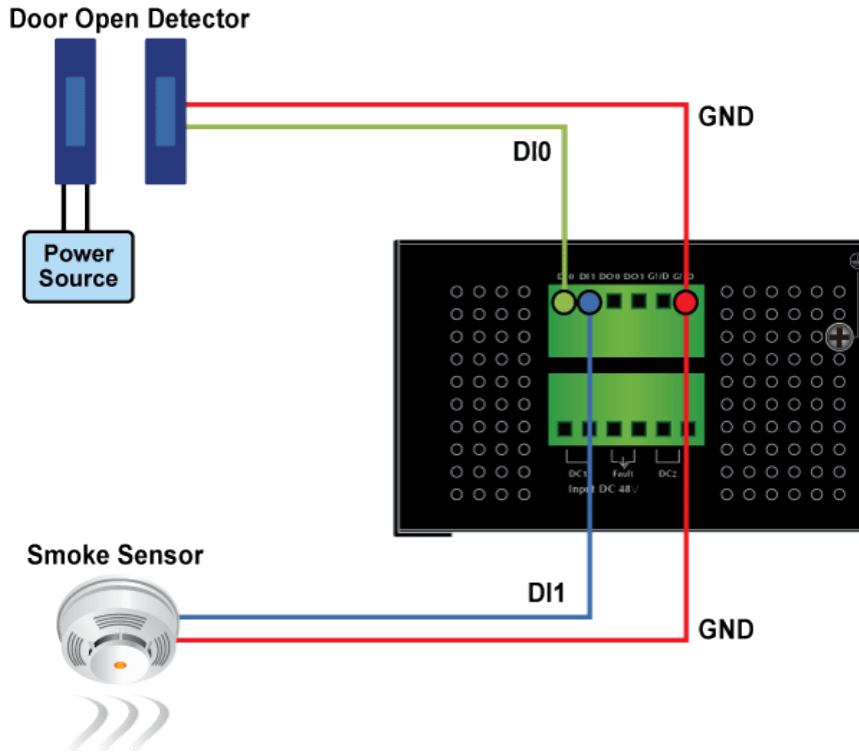 Door Open Detector
GND
DI0
Power
Source
DI0 DI1 DO0 DO1 GND GND
DC1 Fault DC2
Input DC 48V
Smoke Sensor
DI1
GND